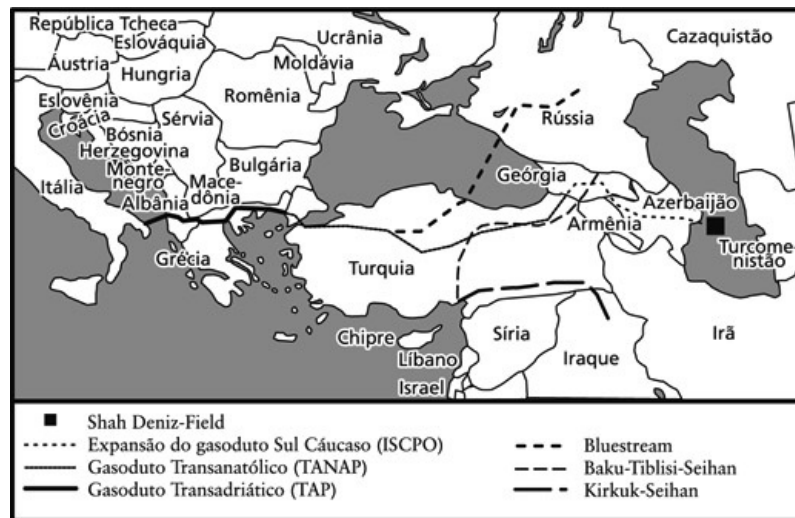 República Tcheca
Eslováquia
Ucrânia
Cazaquistão
Áustria
Moldávia
Hungria
Eslovênia
Romênia
Croácia
Sérvia
Rússia
Bósnia
Herzegovina
Bulgária
Geórgia
Monte-
negro
Mace-
dônia
Itália
Albânia
Azerbaijão
Armênia
Turcome-
nistão
Grécia
Turquia
Chipre
Síria
Irã
Líbano
Iraque
Israel
Shah Deniz-Field
Expansão do gasoduto Sul Cáucaso (ISCPO)
Gasoduto Transanatólico (TANAP)
Gasoduto Transadriático (TAP)
Bluestream
Baku-Tiblisi-Seihan
Kirkuk-Seihan